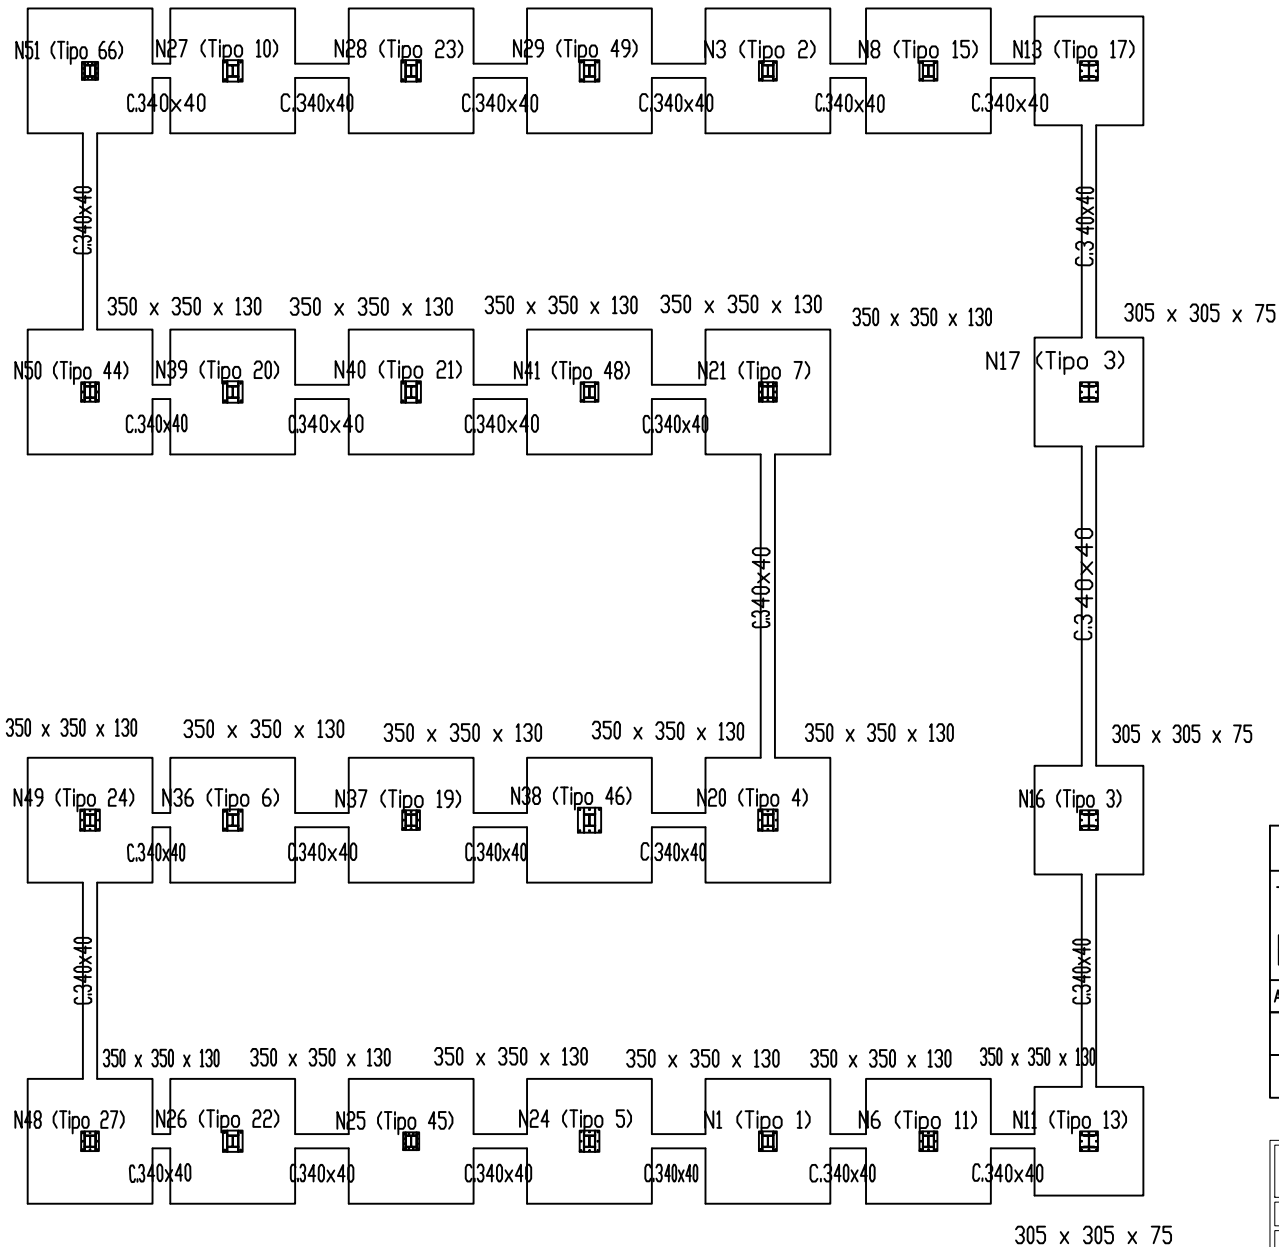 N51 (Tipo 66) N27 (Tipo 10) N28 (Tipo 23) N29 (Tipo 49) N3 (Tipo 2) N8 (Tipo 15) N13 (Tipo 17)
C.340x40 C.340x40 C.340x40 C.340x40 C.340x40 C.340x40
C.340x40 C.340x40
350 x 350 x 130 350 x 350 x 130 350 x 350 x 130 350 x 350 x 130 350 x 350 x 130 305 x 305 x 75
N50 (Tipo 44) N39 (Tipo 20) N40 (Tipo 21) N41 (Tipo 48) N21 (Tipo 7) N17 (Tipo 3)
C.340x40 C.340x40 C.340x40 C.340x40
C.340x40 C.340x40
350 x 350 x 130 350 x 350 x 130 350 x 350 x 130 350 x 350 x 130 350 x 350 x 130 305 x 305 x 75
N49 (Tipo 24) N36 (Tipo 6) N37 (Tipo 19) N38 (Tipo 46) N20 (Tipo 4) N16 (Tipo 3)
C.340x40 C.340x40 C.340x40 C.340x40
C.340x40 C.340x40
350 x 350 x 130 350 x 350 x 130 350 x 350 x 130 350 x 350 x 130 350 x 350 x 130 350 x 350 x 130
N48 (Tipo 27) N26 (Tipo 22) N25 (Tipo 45) N24 (Tipo 5) N1 (Tipo 1) N6 (Tipo 11) N11 (Tipo 13)
C.340x40 C.340x40 C.340x40 C.340x40 C.340x40 C.340x40
305 x 305 x 75